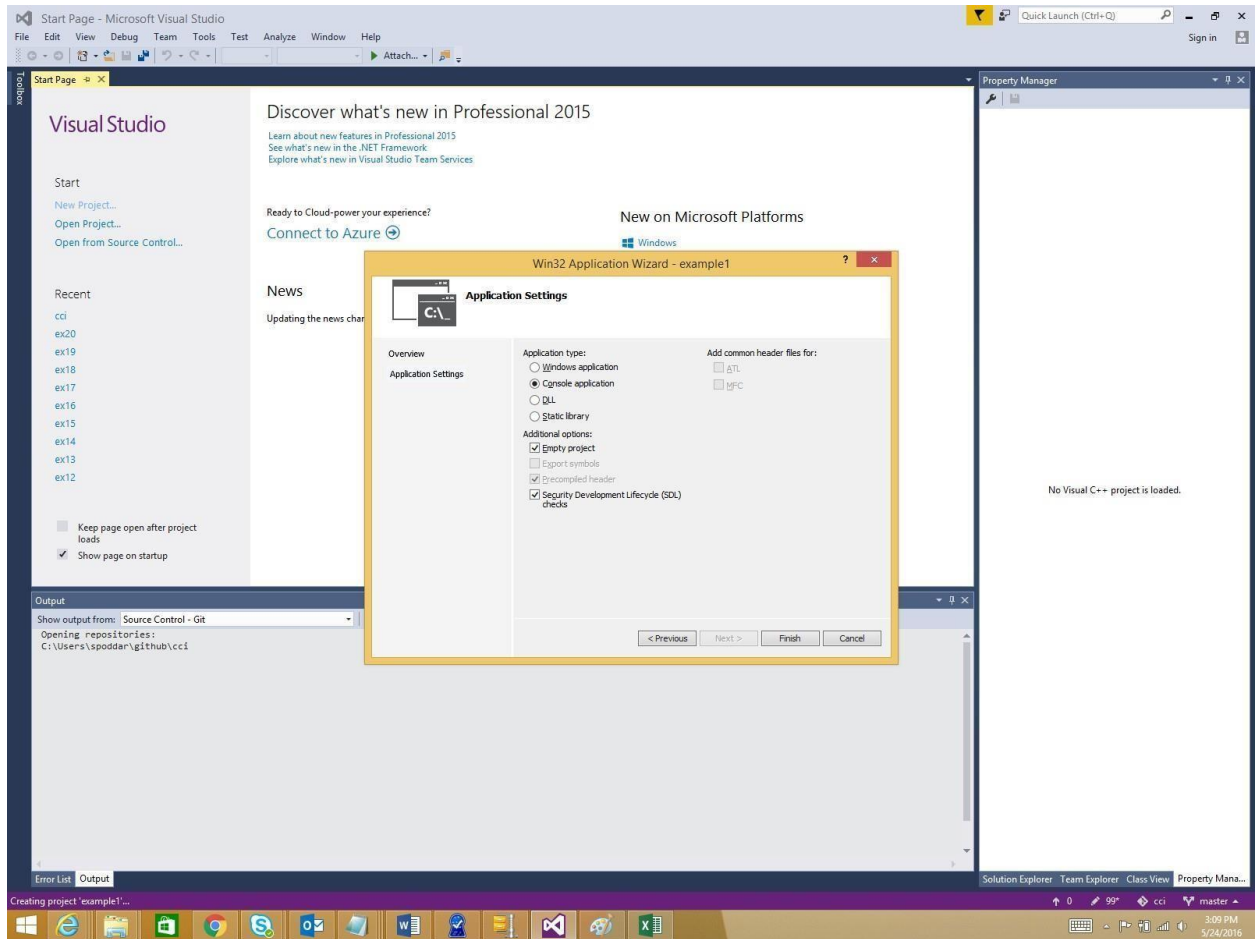 Start Page - Microsoft Visual Studio
Quick Launch (Ctrl+Q)
File Edit View Debug Team Tools Test Analyze Window Help
Sign in
Attach...
Toolbox
Start Page
Property Manager
Visual Studio
Discover what's new in Professional 2015
Learn about new features in Professional 2015
See what's new in the .NET Framework
Explore what's new in Visual Studio Team Services
Start
New Project...
Open Project...
Open from Source Control...
Ready to Cloud-power your experience?
Connect to Azure
New on Microsoft Platforms
Windows
Recent
cci
ex20
ex19
ex18
ex17
ex16
ex15
ex14
ex13
ex12
News
Updating the news chan
Keep page open after project
loads
Show page on startup
Win32 Application Wizard - example1
? x
C:\_
Application Settings
Overview
Application Settings
Application type:
Windows application
Console application
DLL
Static library
Additional options:
Empty project
Export symbols
Precompiled header
Security Development Lifecycle (SDL)
checks
Add common header files for:
ATL
MFC
< Previous Next > Finish Cancel
No Visual C++ project is loaded.
Output
Show output from: Source Control - Git
Opening repositories:
C:\Users\spoddar\github\cci
Error List Output
Solution Explorer Team Explorer Class View Property Mana...
Creating project 'example1'...
0 99* cci master
3:09 PM
5/24/2016